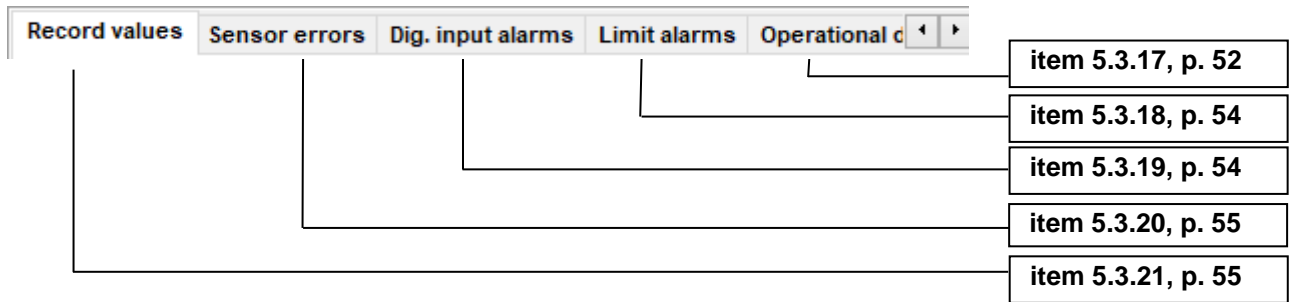 Record values Sensor errors Dig. input alarms Limit alarms Operational d
item 5.3.17, p. 52
item 5.3.18, p. 54
item 5.3.19, p. 54
item 5.3.20, p. 55
item 5.3.21, p. 55